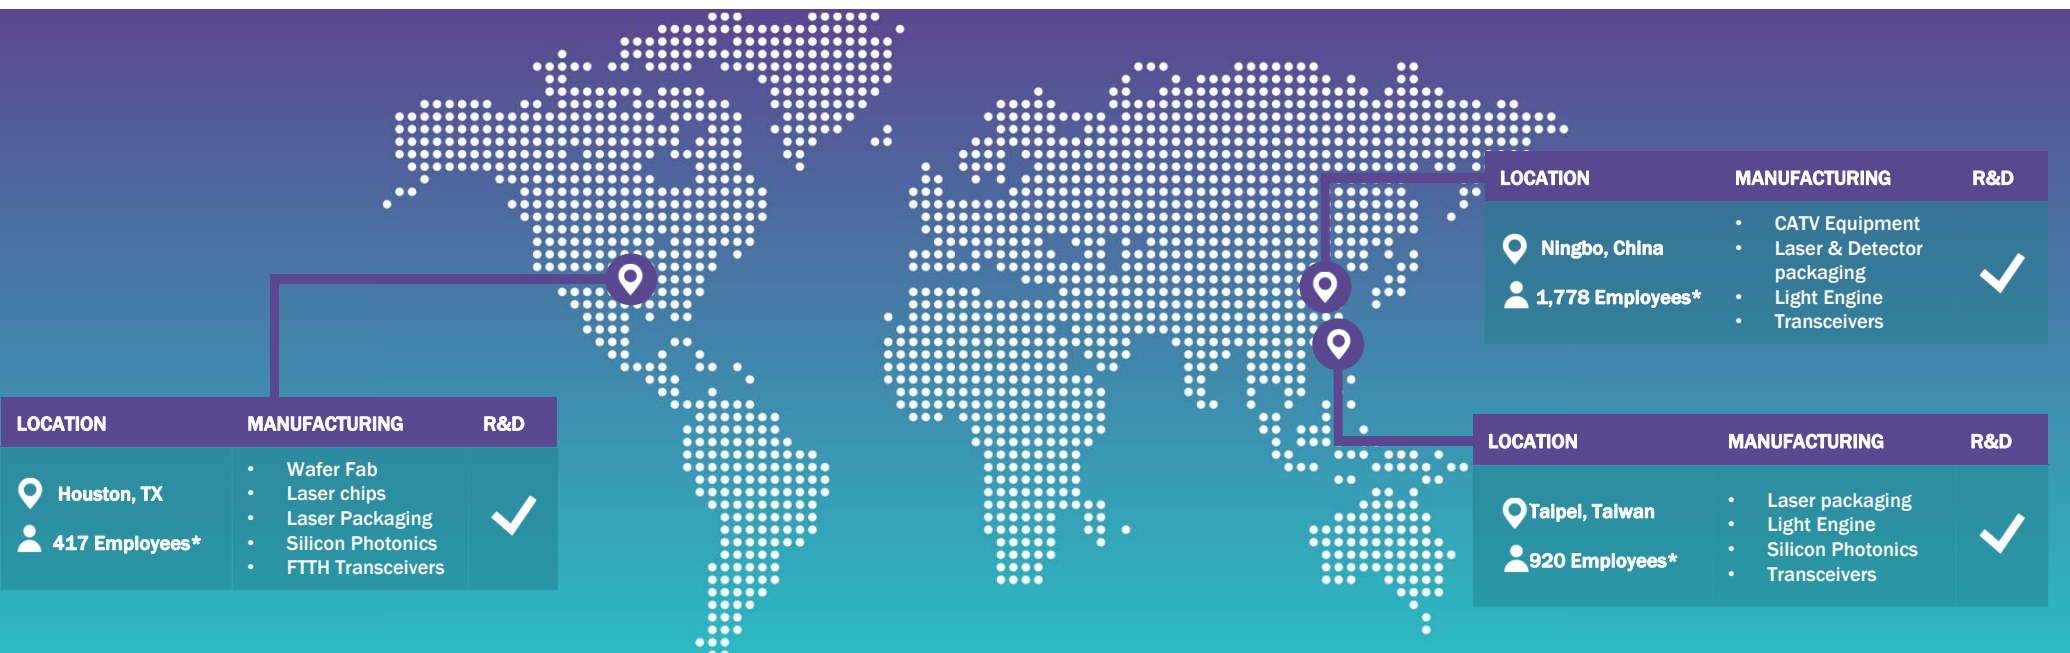 LOCATION MANUFACTURING R&D
Ningbo, China
1,778 Employees*
• CATV Equipment
• Laser & Detector
packaging
• Light Engine
• Transceivers
LOCATION MANUFACTURING R&D
Houston, TX
417 Employees*
• Wafer Fab
• Laser chips
• Laser Packaging
• Silicon Photonics
• FTTH Transceivers
LOCATION MANUFACTURING R&D
Taipei, Taiwan
920 Employees*
• Laser packaging
• Light Engine
• Silicon Photonics
• Transceivers